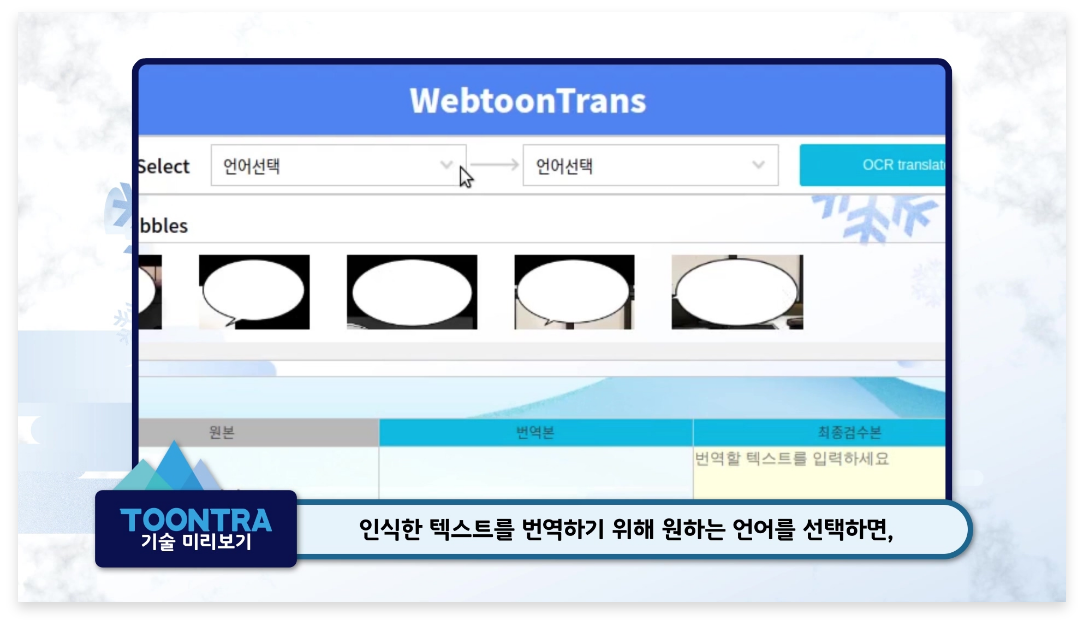 WebtoonTrans
Select 언어선택 언어선택 OCR translat
bbles
원본 번역본 최종검수본
번역할 텍스트를 입력하세요
TOONTRA
기술 미리보기
인식한 텍스트를 번역하기 위해 원하는 언어를 선택하면,